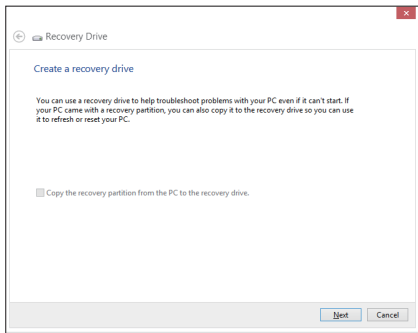 Recovery Drive
Create a recovery drive
You can use a recovery drive to help troubleshoot problems with your PC even if it can't start. If
your PC came with a recovery partition, you can also copy it to the recovery drive so you can use
it to refresh or reset your PC.
Copy the recovery partition from the PC to the recovery drive.
Next Cancel